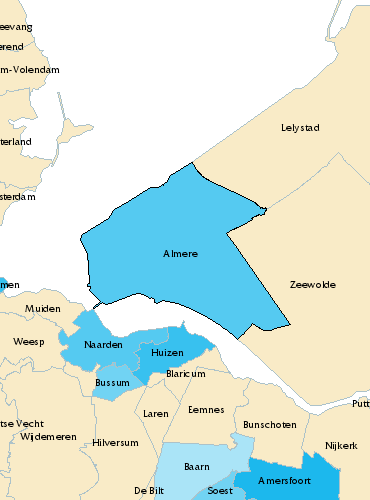 eevang
erend
m-Volendam
Lelystad
terland
sterdam
Almere
men
Zeewolde
Muiden
Weesp
Naarden
Huizen
Blaricum
Bussum
Putt
Laren
Eemnes
tse Vecht
Wijdemeren
Hilversum
Bunschoten
Nijkerk
Baarn
Amersfoort
De Bilt
Soest